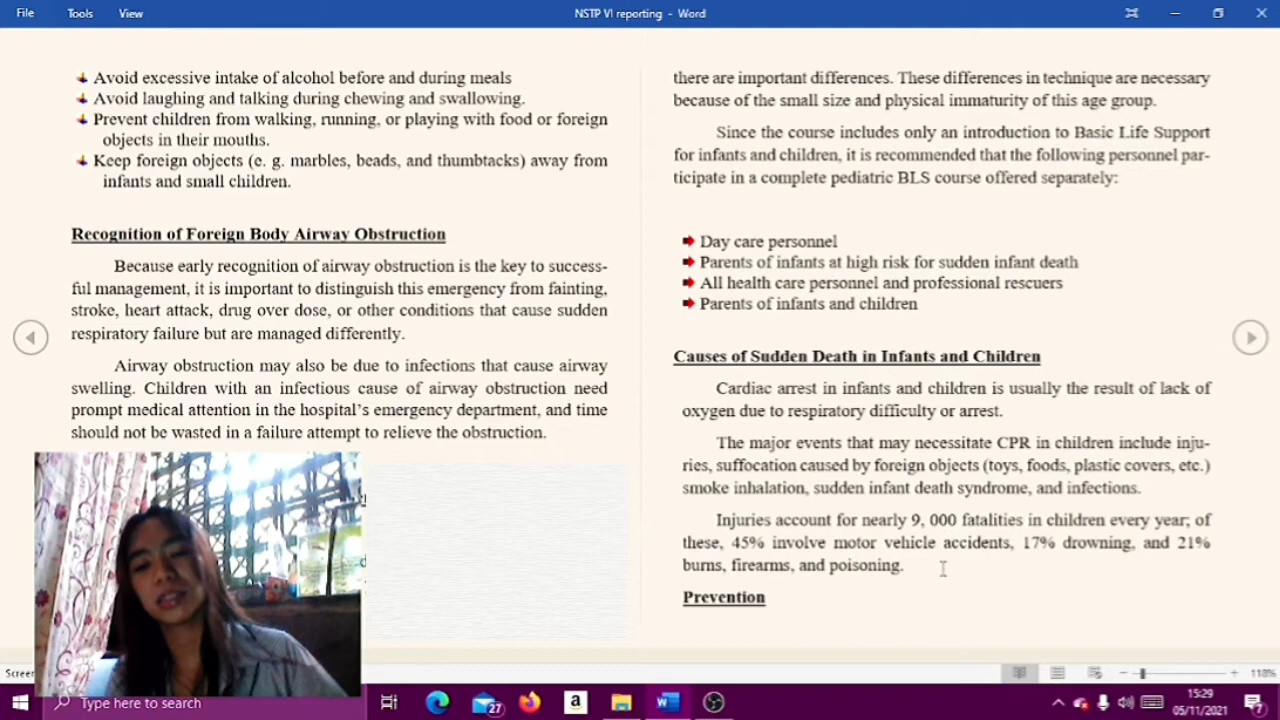 File Tools View
NSTP VI reporting - Word
Avoid excessive intake of alcohol before and during meals
Avoid laughing and talking during chewing and swallowing.
Prevent children from walking, running, or playing with food or foreign
objects in their mouths.
Keep foreign objects (e. g. marbles, beads, and thumbtacks) away from
infants and small children.
Recognition of Foreign Body Airway Obstruction
Because early recognition of airway obstruction is the key to success-
ful management, it is important to distinguish this emergency from fainting,
stroke, heart attack, drug over dose, or other conditions that cause sudden
respiratory failure but are managed differently.
Airway obstruction may also be due to infections that cause airway
swelling. Children with an infectious cause of airway obstruction need
prompt medical attention in the hospital's emergency department, and time
should not be wasted in a failure attempt to relieve the obstruction.
there are important differences. These differences in technique are necessary
because of the small size and physical immaturity of this age group.
Since the course includes only an introduction to Basic Life Support
for infants and children, it is recommended that the following personnel par-
ticipate in a complete pediatric BLS course offered separately:
Day care personnel
Parents of infants at high risk for sudden infant death
All health care personnel and professional rescuers
Parents of infants and children
Causes of Sudden Death in Infants and Children
Cardiac arrest in infants and children is usually the result of lack of
oxygen due to respiratory difficulty or arrest.
The major events that may necessitate CPR in children include inju-
ries, suffocation caused by foreign objects (toys, foods, plastic covers, etc.)
smoke inhalation, sudden infant death syndrome, and infections.
Injuries account for nearly 9, 000 fatalities in children every year; of
these, 45% involve motor vehicle accidents, 17% drowning, and 21%
burns, firearms, and poisoning.
Prevention
Screen
118%
Type here to search
27
15:29
05/11/2021
7